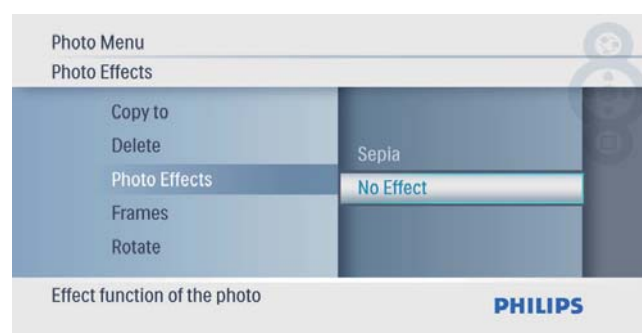 Photo Menu
Photo Effects
Copy to
Delete
Photo Effects
Frames
Rotate
Sepia
No Effect
Effect function of the photo
PHILIPS